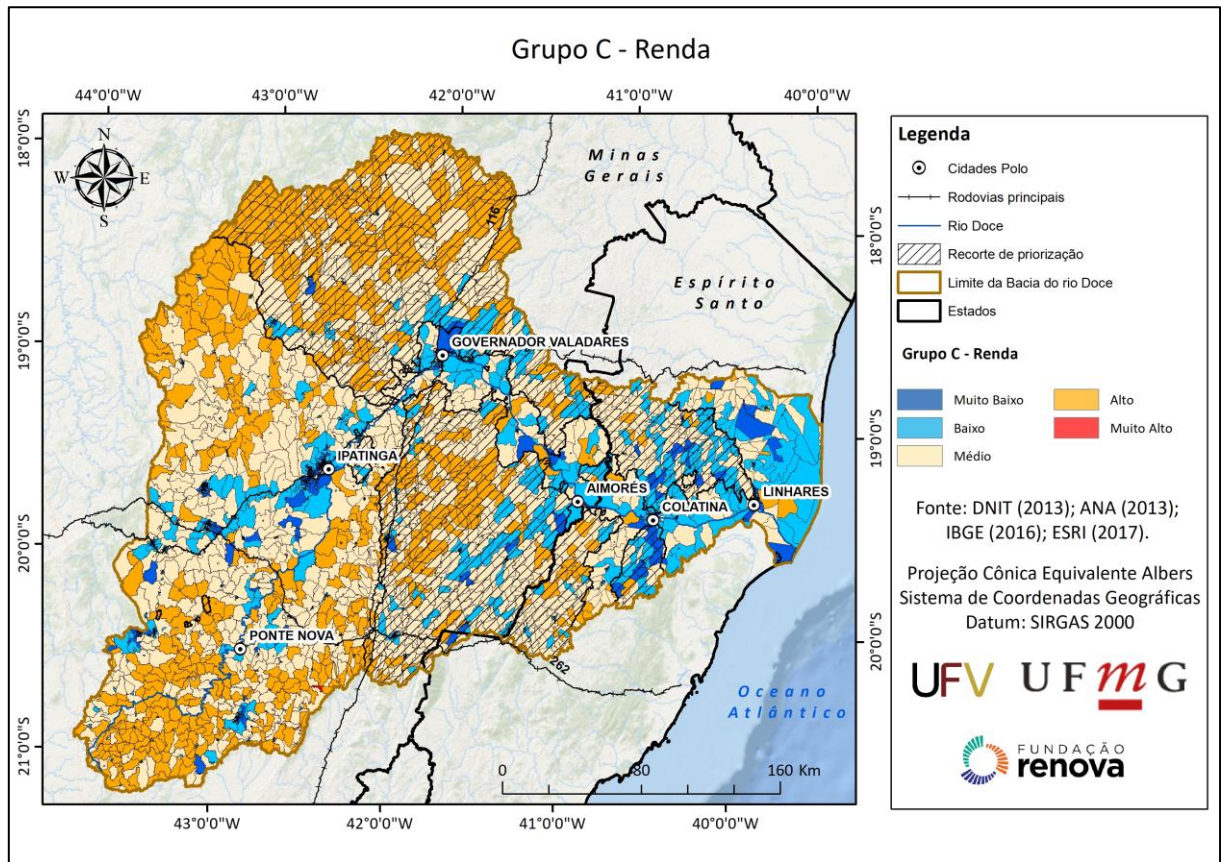 Grupo C - Renda
44°0'0"W
43°0'0"W
42°0'0"W
41°0'0"W
40°0'0"W
18°0'0"S
19°0'0"S
20°0'0"S
21°0'0"S
N
W
E
S
Minas
Gerais
116
Espírito
Santo
GOVERNADOR VALADARES
IPATINGA
AIMORÉS
LINHARES
COLATINA
PONTE NOVA
262
Oceano
Atlântico
0
80
160 Km
18°0'0"S
19°0'0"S
20°0'0"S
43°0'0"W
42°0'0"W
41°0'0"W
40°0'0"W
Legenda
Cidades Polo
Rodovias principais
Rio Doce
Recorte de priorização
Limite da Bacia do rio Doce
Estados
Grupo C - Renda
Muito Baixo
Alto
Baixo
Muito Alto
Médio
Fonte: DNIT (2013); ANA (2013);
IBGE (2016); ESRI (2017).
Projeção Cônica Equivalente Albers
Sistema de Coordenadas Geográficas
Datum: SIRGAS 2000
UFV
UFmG
FUNDAÇÃO
renova